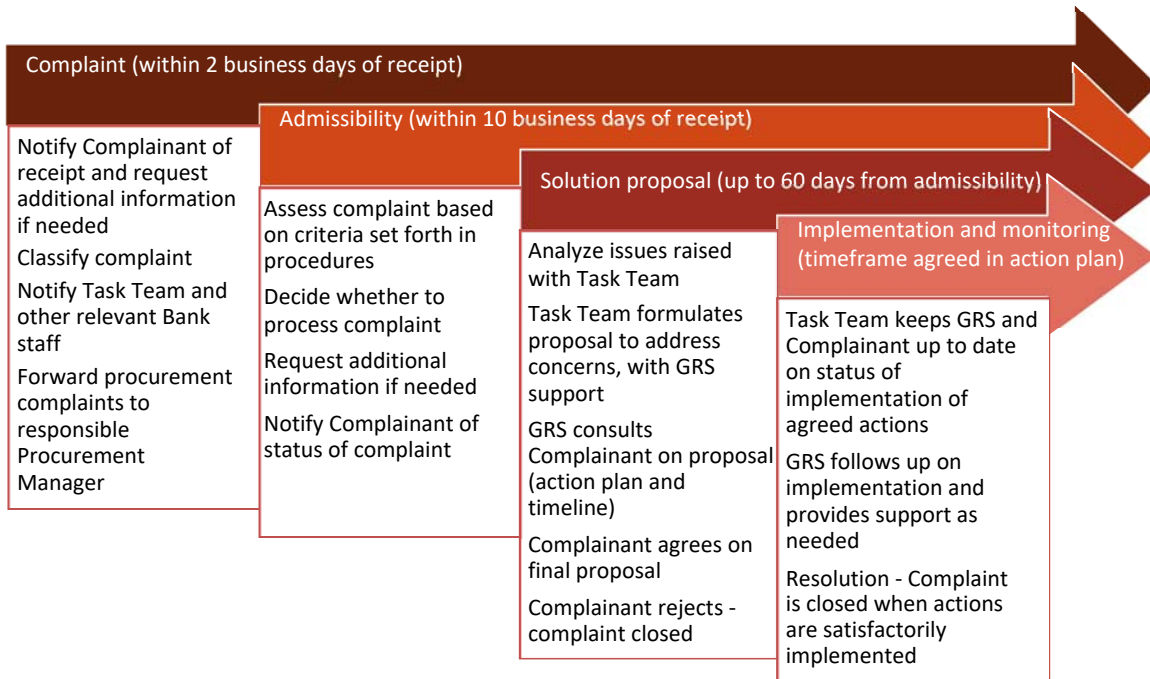 Complaint (within 2 business days of receipt)
Notify Complainant of
receipt and request
additional information
if needed
Classify complaint
Notify Task Team and
other relevant Bank
staff
Forward procurement
complaints to
responsible
Procurement
Manager
Admissibility (within 10 business days of receipt)
Assess complaint based
on criteria set forth in
procedures
Decide whether to
process complaint
Request additional
information if needed
Notify Complainant of
status of complaint
Solution proposal (up to 60 days from admissibility)
Analyze issues raised
with Task Team
Task Team formulates
proposal to address
concerns, with GRS
support
GRS consults
Complainant on proposal
(action plan and
timeline)
Complainant agrees on
final proposal
Complainant rejects -
complaint closed
Implementation and monitoring
(timeframe agreed in action plan)
Task Team keeps GRS and
Complainant up to date
on status of
implementation of
agreed actions
GRS follows up on
implementation and
provides support as
needed
Resolution - Complaint
is closed when actions
are satisfactorily
implemented